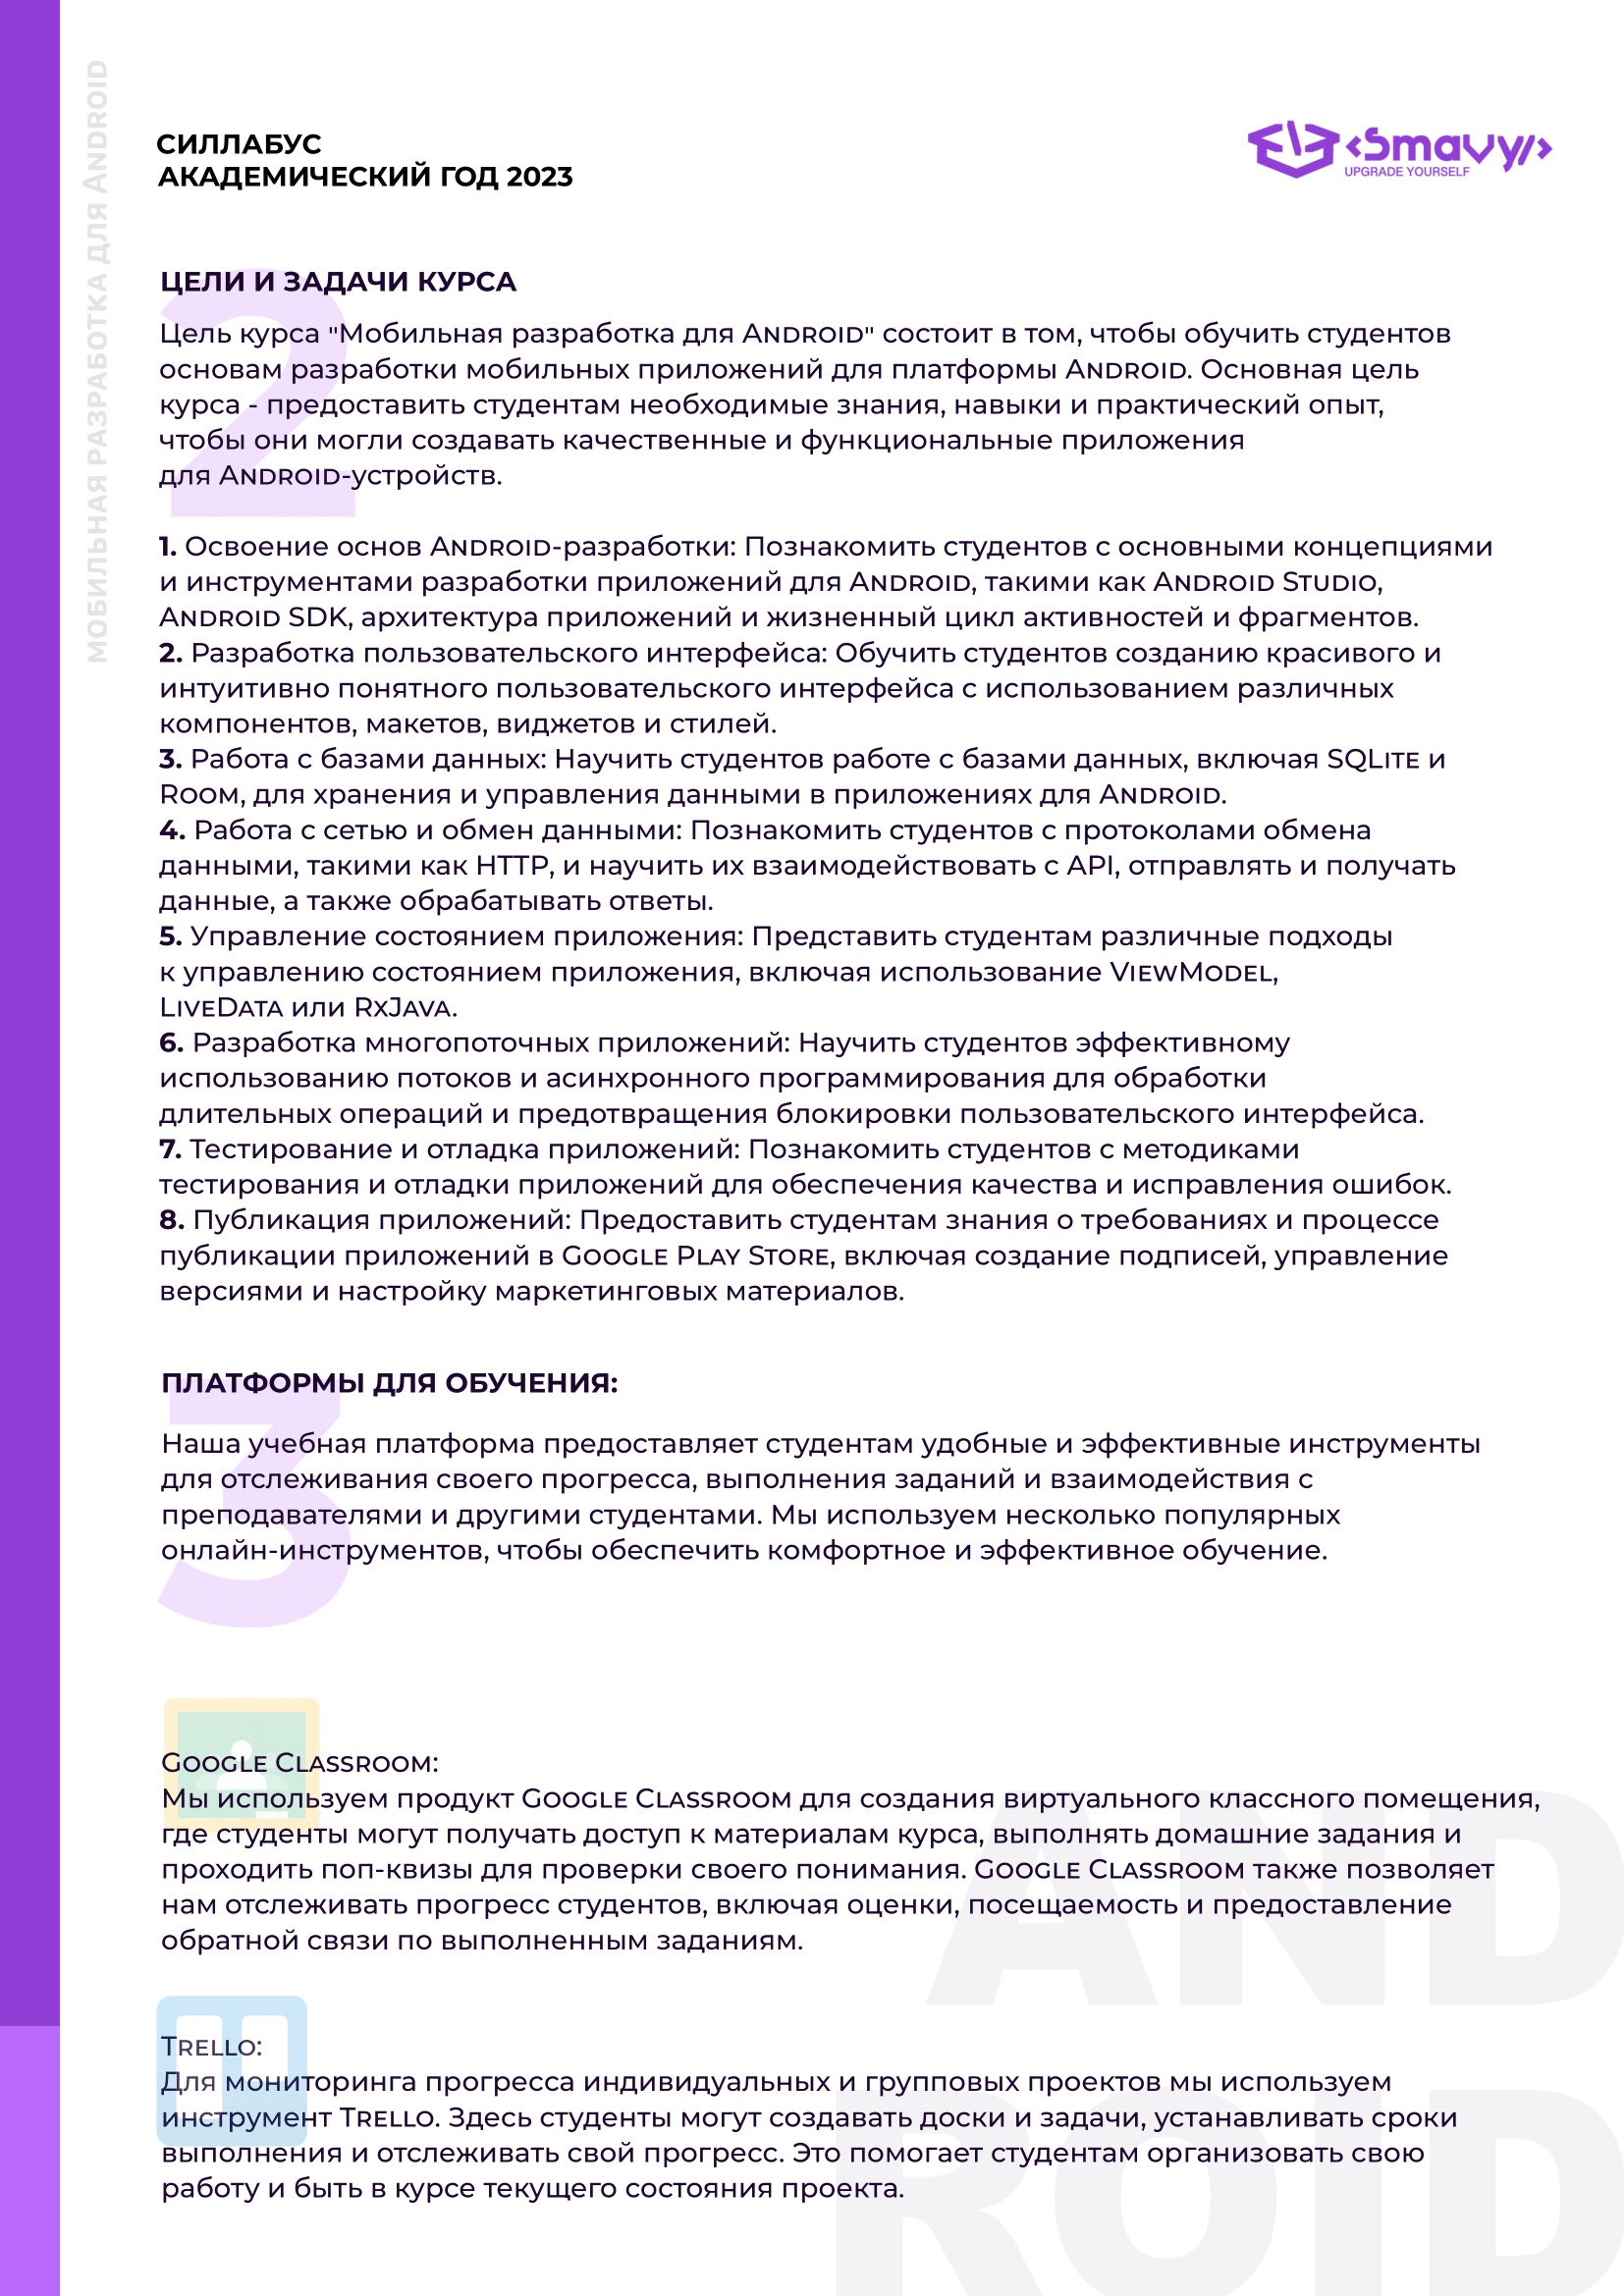 МОБИЛЬНАЯ РАЗРАБОТКА ДЛЯ ANDROID
СИЛЛАБУС
АКАДЕМИЧЕСКИЙ ГОД 2023
<Smavy/>
UPGRADE YOURSELF
2
ЦЕЛИ И ЗАДАЧИ КУРСА
Цель курса "Мобильная разработка для Android" состоит в том, чтобы обучить студентов
основам разработки мобильных приложений для платформы Android. Основная цель
курса - предоставить студентам необходимые знания, навыки и практический опыт,
чтобы они могли создавать качественные и функциональные приложения
для Android-устройств.
1. Освоение основ Android-разработки: Познакомить студентов с основными концепциями
и инструментами разработки приложений для Android, такими как Android Studio,
Android SDK, архитектура приложений и жизненный цикл активностей и фрагментов.
2. Разработка пользовательского интерфейса: Обучить студентов созданию красивого и
интуитивно понятного пользовательского интерфейса с использованием различных
компонентов, макетов, виджетов и стилей.
3. Работа с базами данных: Научить студентов работе с базами данных, включая SQLite и
Room, для хранения и управления данными в приложениях для Android.
4. Работа с сетью и обмен данными: Познакомить студентов с протоколами обмена
данными, такими как HTTP, и научить их взаимодействовать с API, отправлять и получать
данные, а также обрабатывать ответы.
5. Управление состоянием приложения: Представить студентам различные подходы
к управлению состоянием приложения, включая использование ViewModel,
LiveData или RxJava.
6. Разработка многопоточных приложений: Научить студентов эффективному
использованию потоков и асинхронного программирования для обработки
длительных операций и предотвращения блокировки пользовательского интерфейса.
7. Тестирование и отладка приложений: Познакомить студентов с методиками
тестирования и отладки приложений для обеспечения качества и исправления ошибок.
8. Публикация приложений: Предоставить студентам знания о требованиях и процессе
публикации приложений в Google Play Store, включая создание подписей, управление
версиями и настройку маркетинговых материалов.
3
ПЛАТФОРМЫ ДЛЯ ОБУЧЕНИЯ:
Наша учебная платформа предоставляет студентам удобные и эффективные инструменты
для отслеживания своего прогресса, выполнения заданий и взаимодействия с
преподавателями и другими студентами. Мы используем несколько популярных
онлайн-инструментов, чтобы обеспечить комфортное и эффективное обучение.
Google Classroom:
Мы используем продукт Google Classroom для создания виртуального классного помещения,
где студенты могут получать доступ к материалам курса, выполнять домашние задания и
проходить поп-квизы для проверки своего понимания. Google Classroom также позволяет
нам отслеживать прогресс студентов, включая оценки, посещаемость и предоставление
обратной связи по выполненным заданиям.
Trello:
Для мониторинга прогресса индивидуальных и групповых проектов мы используем
инструмент Trello. Здесь студенты могут создавать доски и задачи, устанавливать сроки
выполнения и отслеживать свой прогресс. Это помогает студентам организовать свою
работу и быть в курсе текущего состояния проекта.
AND
ROID